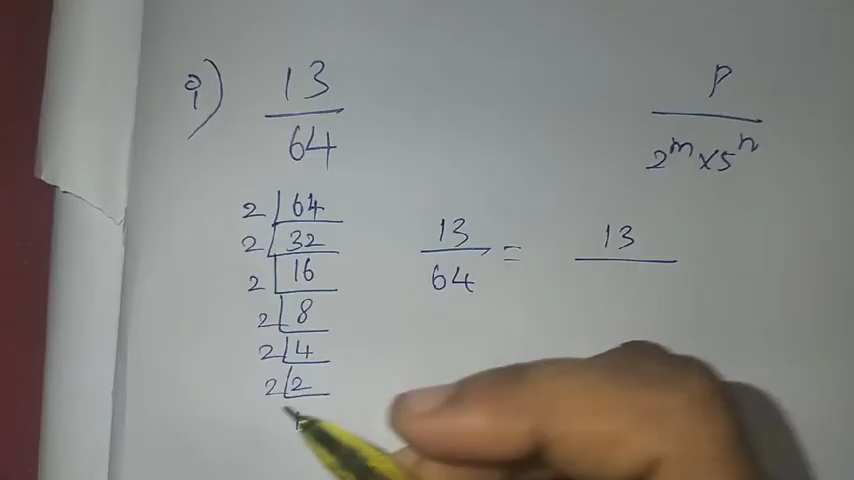 i) 13/64
p/(2^m × 5^n)
2 | 64
2 | 32
2 | 16
2 | 8
2 | 4
2 | 2
13/64 = 13/